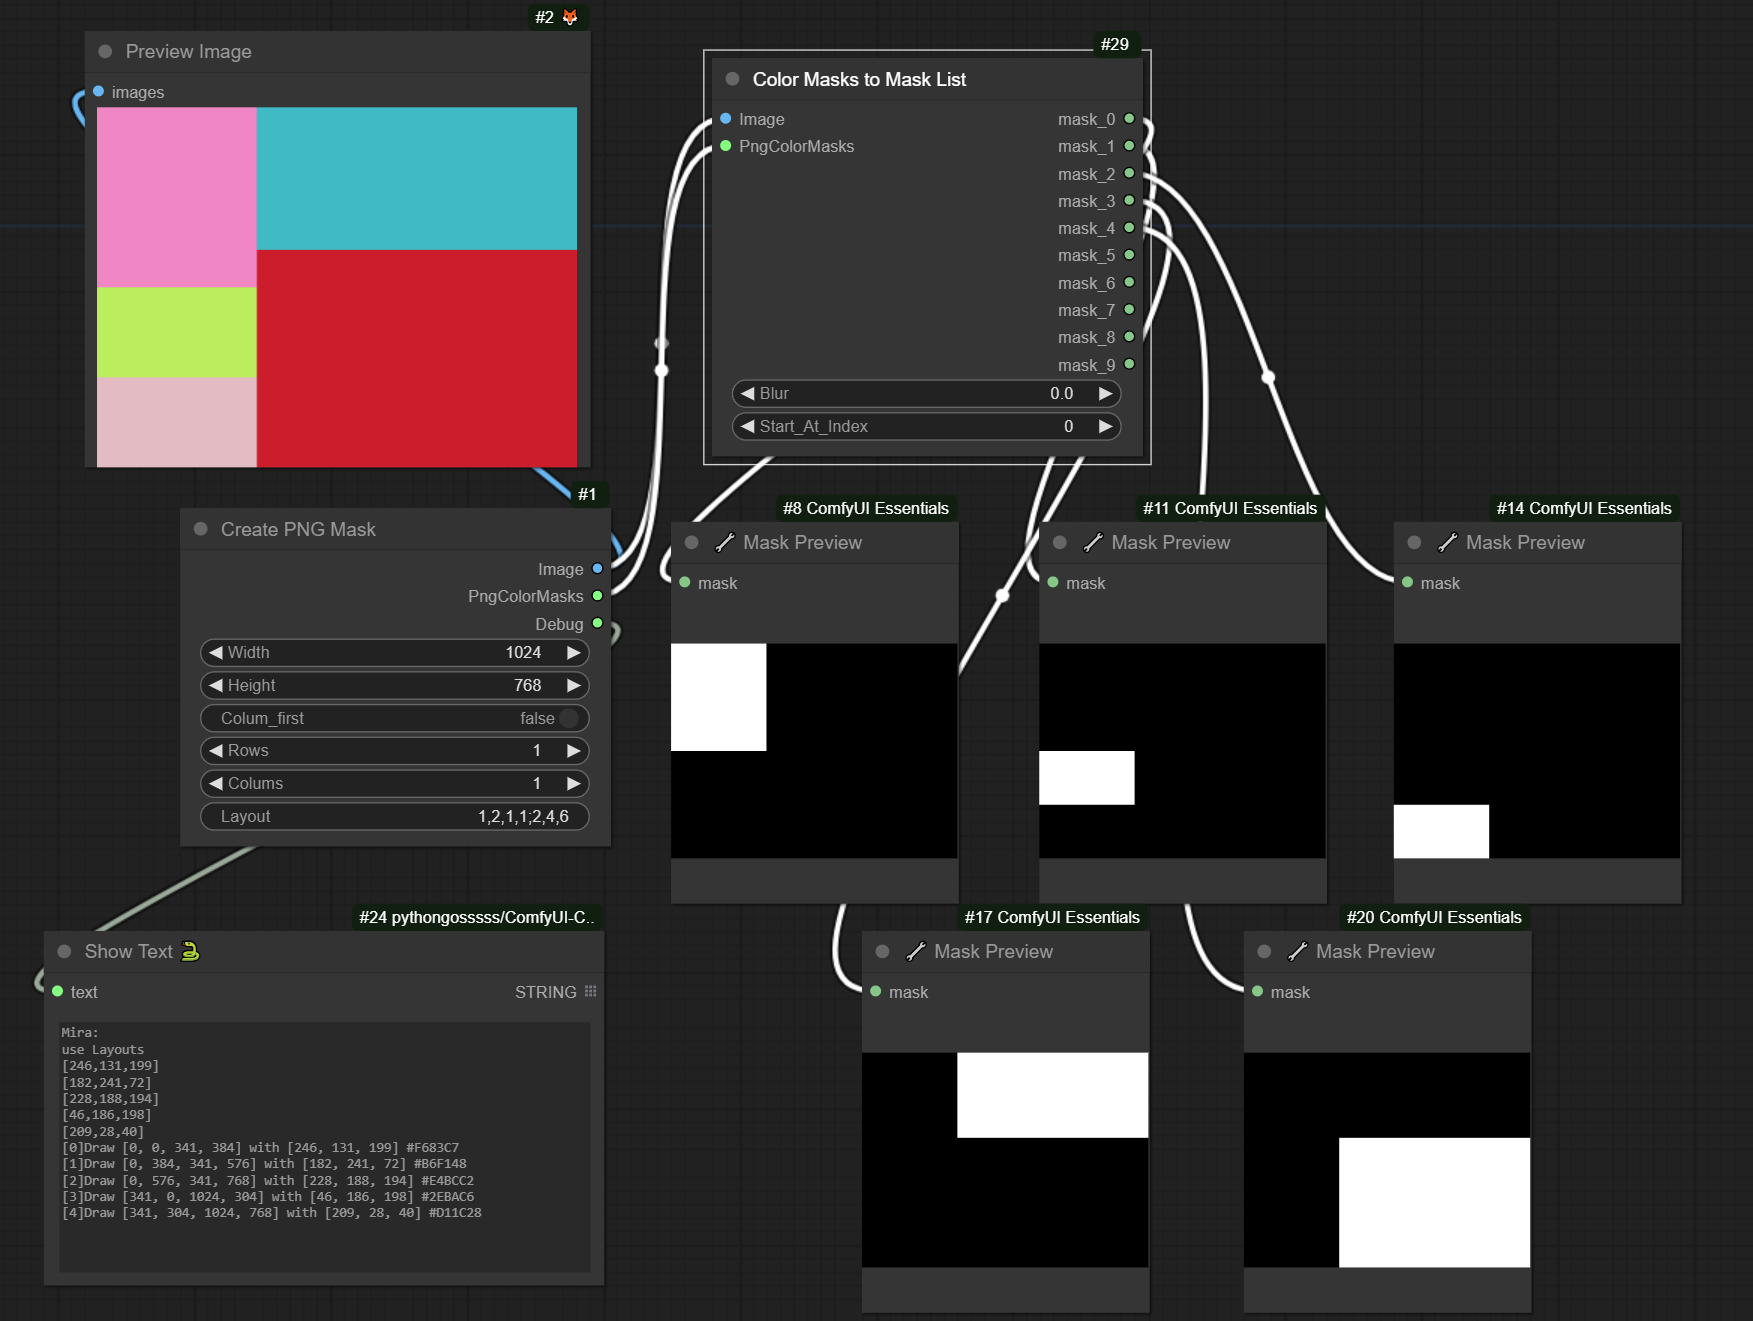 #2
Preview Image
images
#29
Color Masks to Mask List
Image
PngColorMasks
mask_0
mask_1
mask_2
mask_3
mask_4
mask_5
mask_6
mask_7
mask_8
mask_9
Blur 0.0
Start_At_Index 0
#1
Create PNG Mask
Image
PngColorMasks
Debug
Width 1024
Height 768
Colum_first false
Rows 1
Colums 1
Layout 1,2,1,1;2,4,6
#8 ComfyUI Essentials
Mask Preview
mask
#11 ComfyUI Essentials
Mask Preview
mask
#14 ComfyUI Essentials
Mask Preview
mask
#24 pythongosssss/ComfyUI-C..
Show Text
text STRING
Mira:
use Layouts
[246,131,199]
[182,241,72]
[228,188,194]
[46,186,198]
[209,28,40]
[0]Draw [0, 0, 341, 384] with [246, 131, 199] #F683C7
[1]Draw [0, 384, 341, 576] with [182, 241, 72] #B6F148
[2]Draw [0, 576, 341, 768] with [228, 188, 194] #E4BCC2
[3]Draw [341, 0, 1024, 304] with [46, 186, 198] #2EBAC6
[4]Draw [341, 304, 1024, 768] with [209, 28, 40] #D11C28
#17 ComfyUI Essentials
Mask Preview
mask
#20 ComfyUI Essentials
Mask Preview
mask